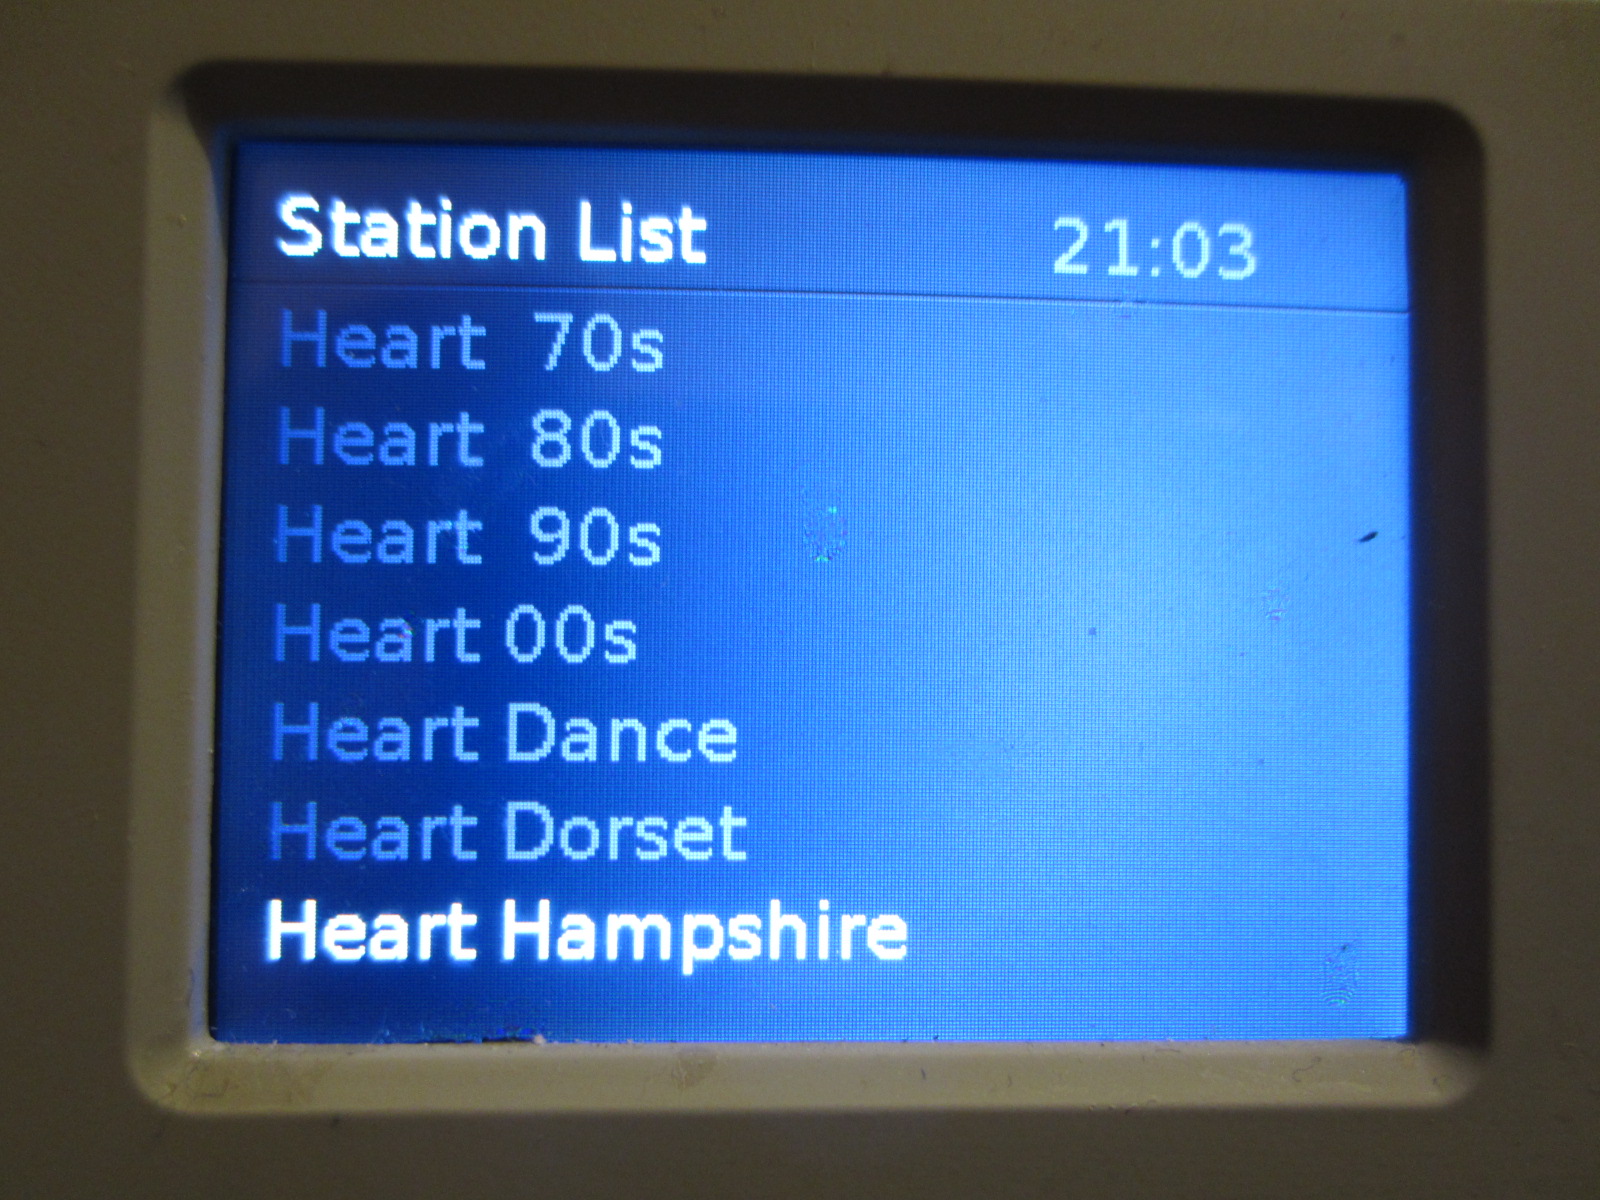 Station List 21:03
Heart 70s
Heart 80s
Heart 90s
Heart 00s
Heart Dance
Heart Dorset
Heart Hampshire